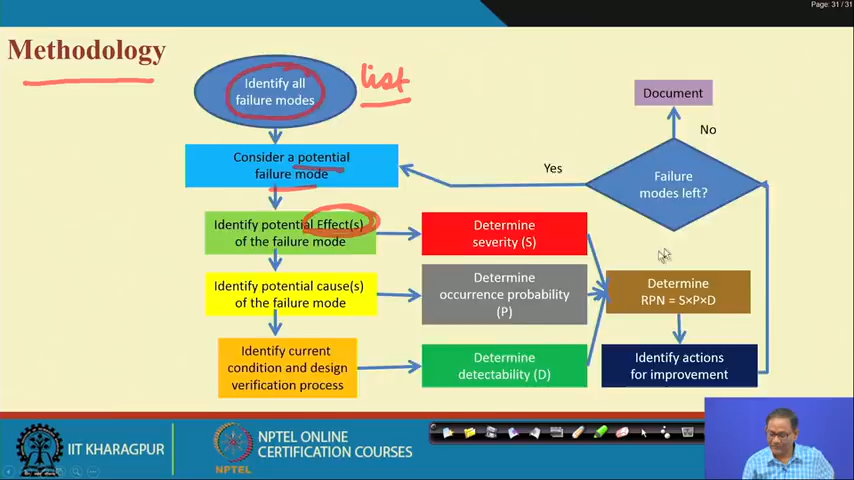 Page: 31 / 31
Methodology
Identify all
failure modes
list
Document
No
Consider a potential
failure mode
Yes
Failure
modes left?
Identify potential Effect(s)
of the failure mode
Determine
severity (S)
Identify potential cause(s)
of the failure mode
Determine
occurrence probability
(P)
Determine
RPN = S×P×D
Identify current
condition and design
verification process
Determine
detectability (D)
Identify actions
for improvement
IIT KHARAGPUR
NPTEL
NPTEL ONLINE
CERTIFICATION COURSES